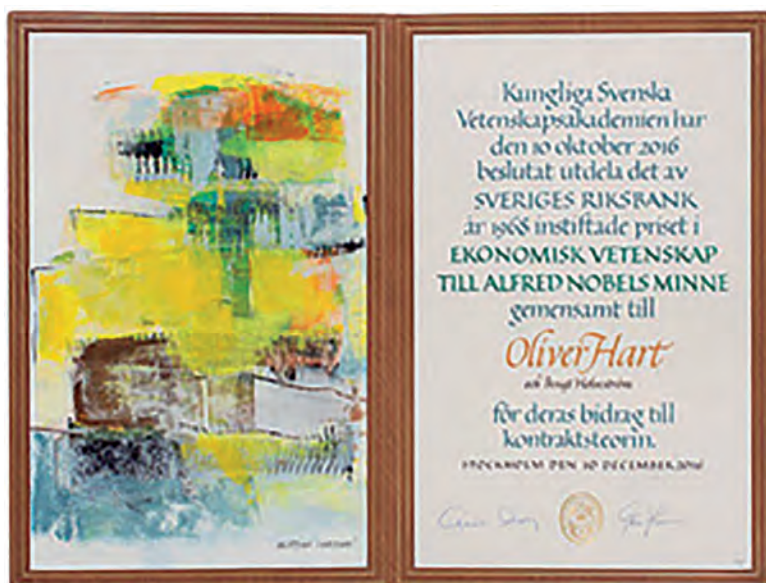 Kungliga Svenska
Vetenskapsakademien har
den 10 oktober 2016
beslutat utdela det av
SVERIGES RIKSBANK
år 1968 instiftade priset i
EKONOMISK VETENSKAP
TILL ALFRED NOBELS MINNE
gemensamt till
Oliver Hart
och Bengt Holmström
för deras bidrag till
kontraktsteorin.
STOCKHOLM DEN 10 DECEMBER 2016